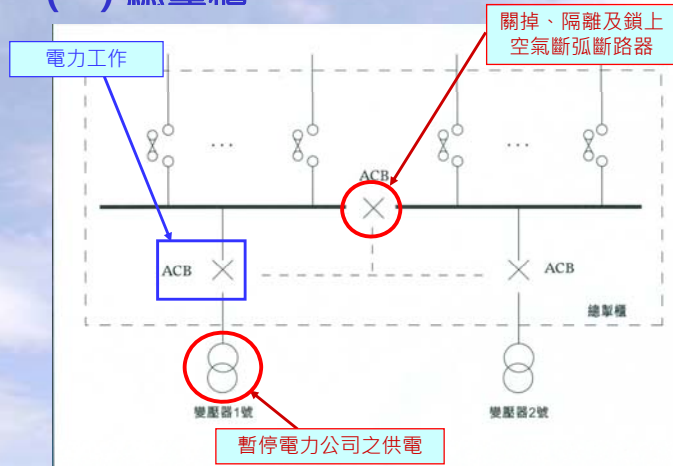 關掉、隔離及鎖上
空氣斷弧斷路器
電力工作
...
...
ACB
ACB
ACB
總掣櫃
變壓器1號
變壓器2號
暫停電力公司之供電